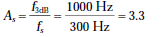 A_s = f_3dB / f_s = 1000 Hz / 300 Hz = 3.3